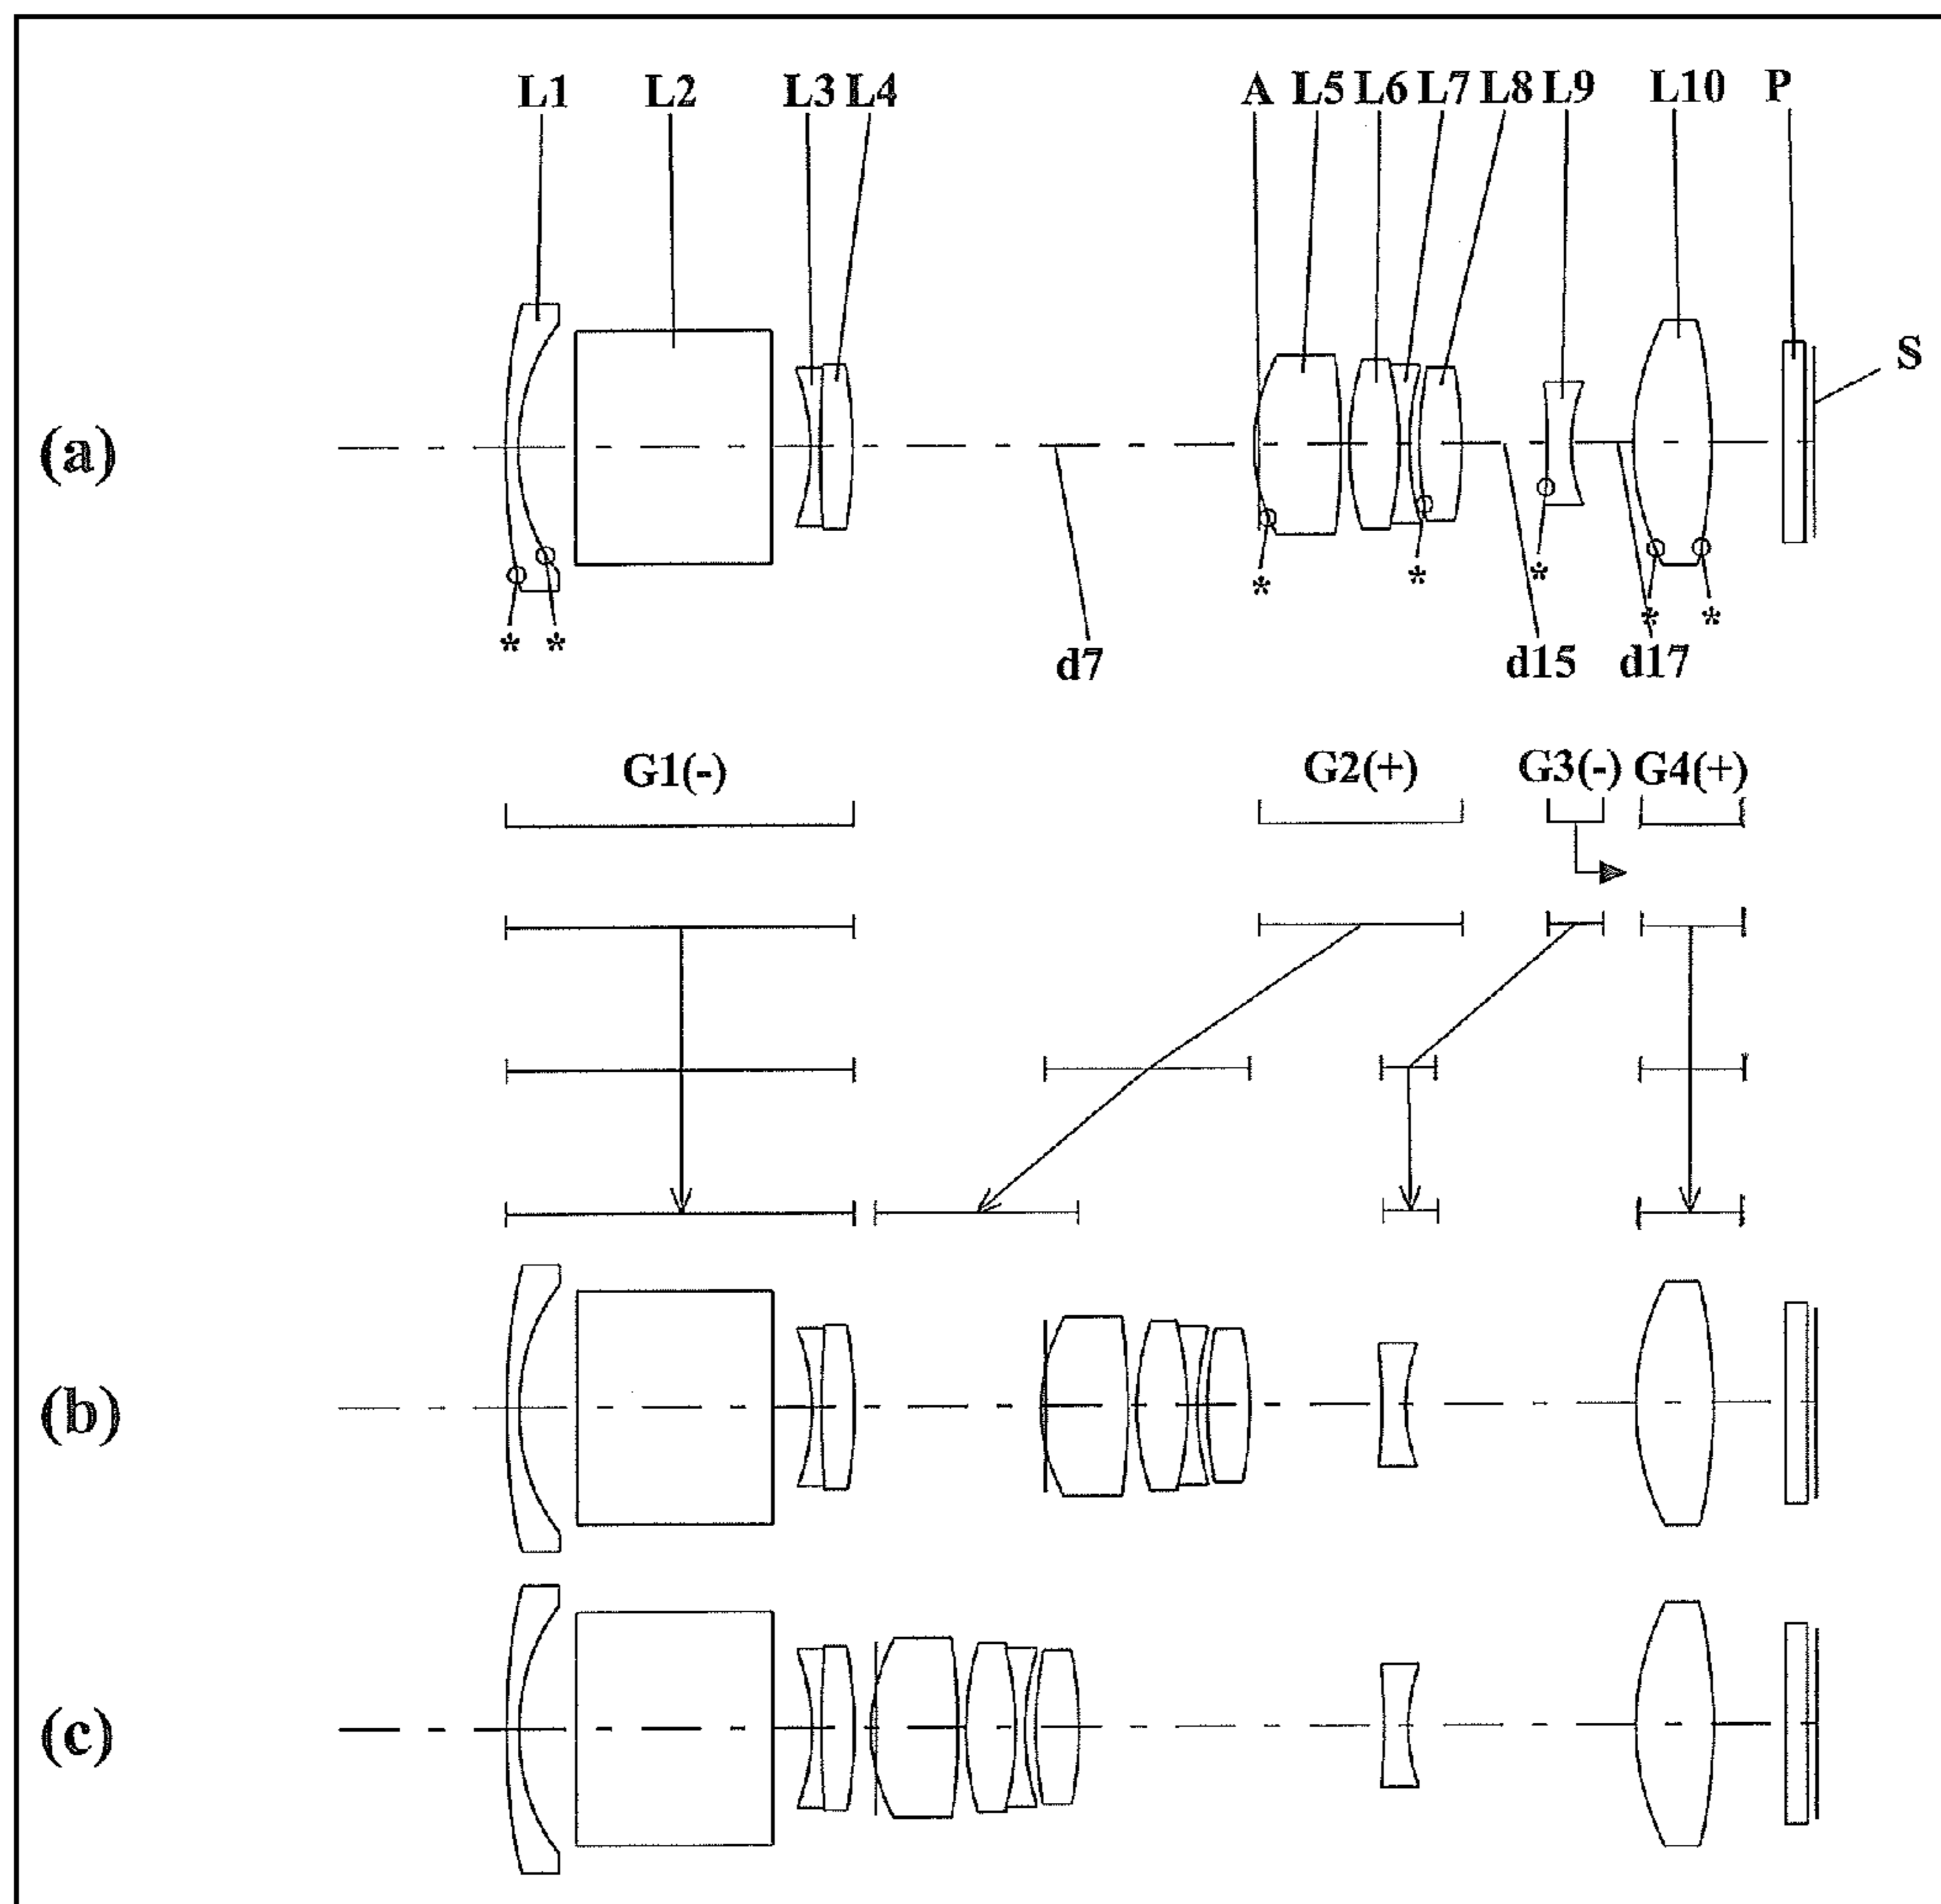 L1 L2 L3 L4 A L5 L6 L7 L8 L9 L10 P
S
(a)
* * * * * * *
d7 d15 d17
G1(-) G2(+) G3(-) G4(+)
(b)
(c)